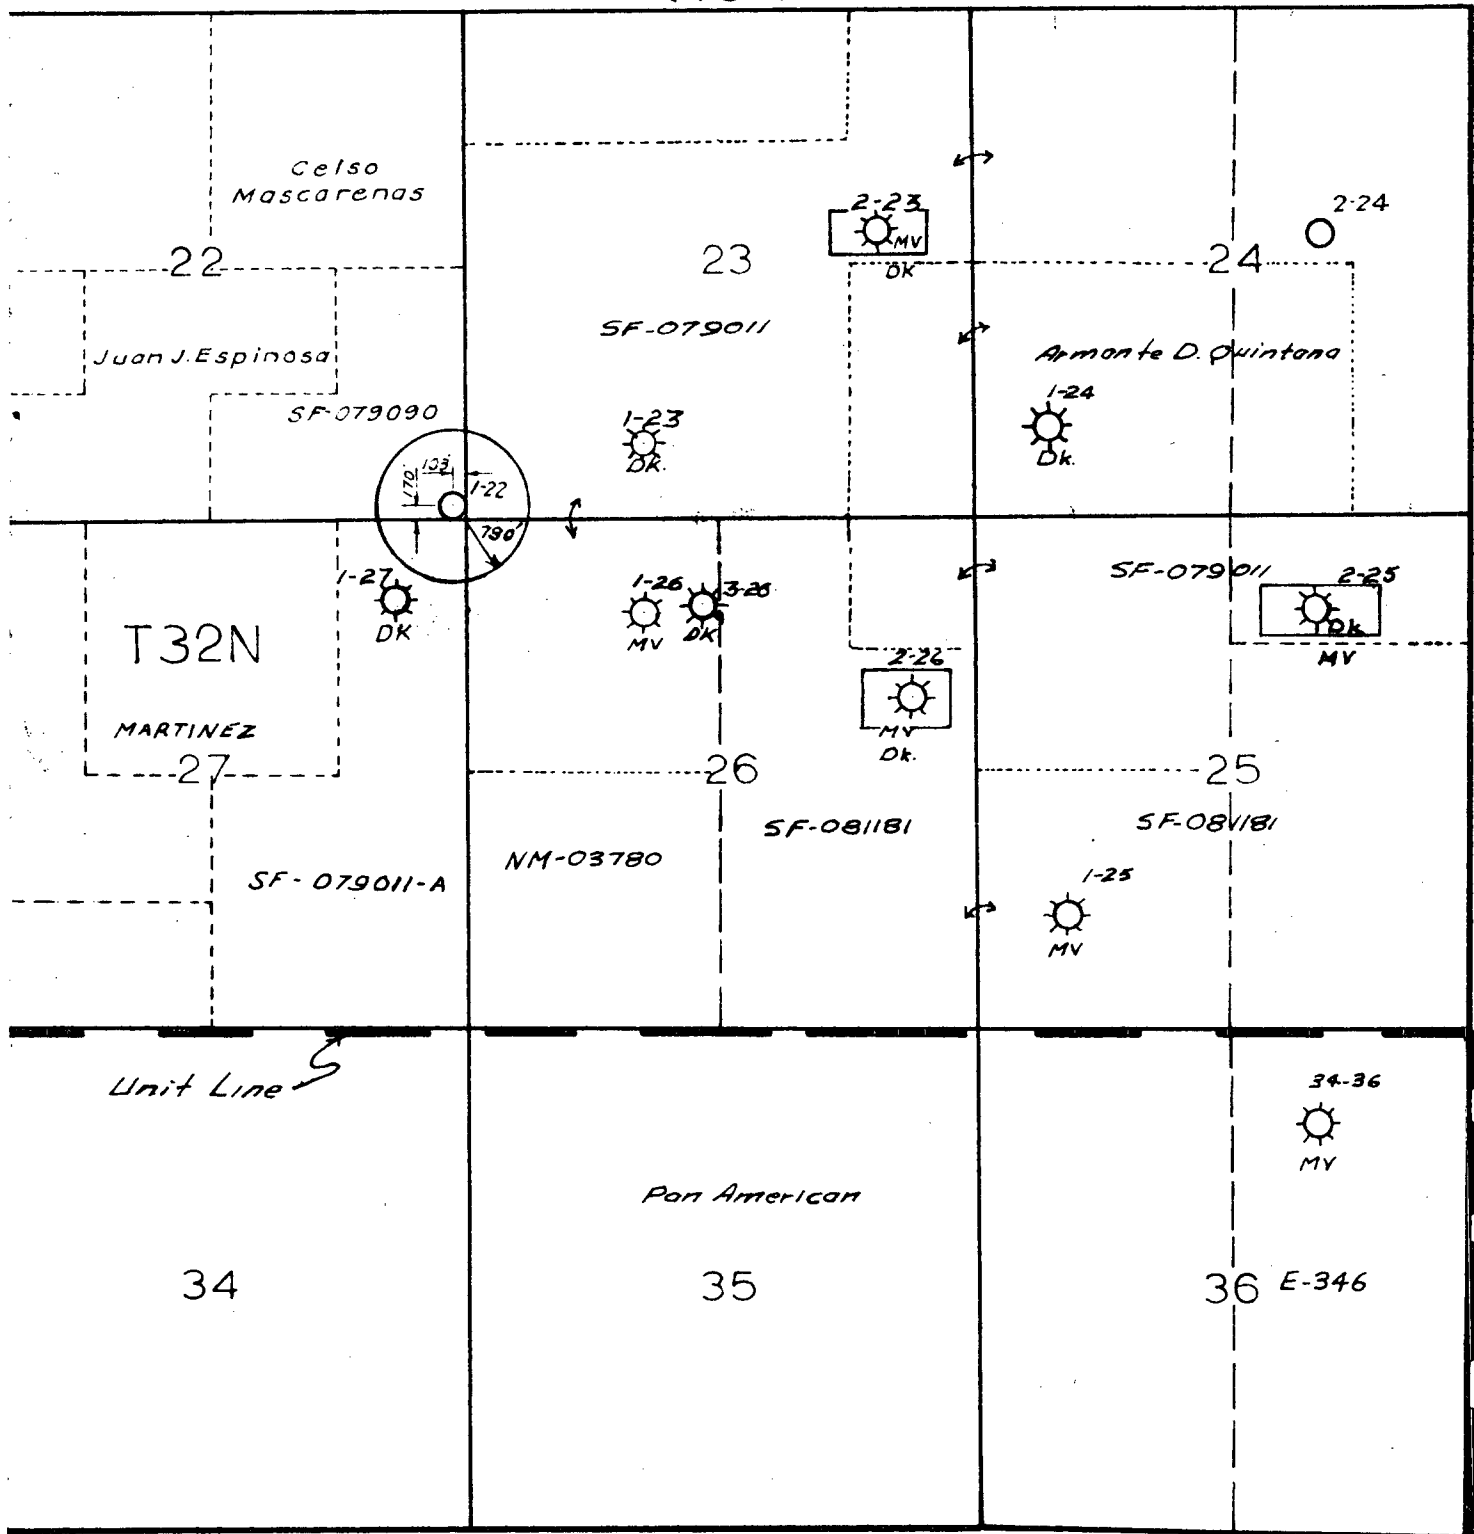 Celso
Mascarenas
2-23
MV
DK
2-24
22
23
24
SF-079011
Juan J. Espinosa
Armante D. Quintana
SF-079090
1-23
DK.
1-24
Dk.
103'
170'
1-22
790'
1-27
DK
1-26
MV
3-26
DK
SF-079011
2-25
Dk
MV
T32N
2-26
MV
Dk.
MARTINEZ
27
26
25
SF-081181
SF-081181
NM-03780
SF-079011-A
1-25
MV
Unit Line
34-36
MV
Pan American
34
35
36
E-346